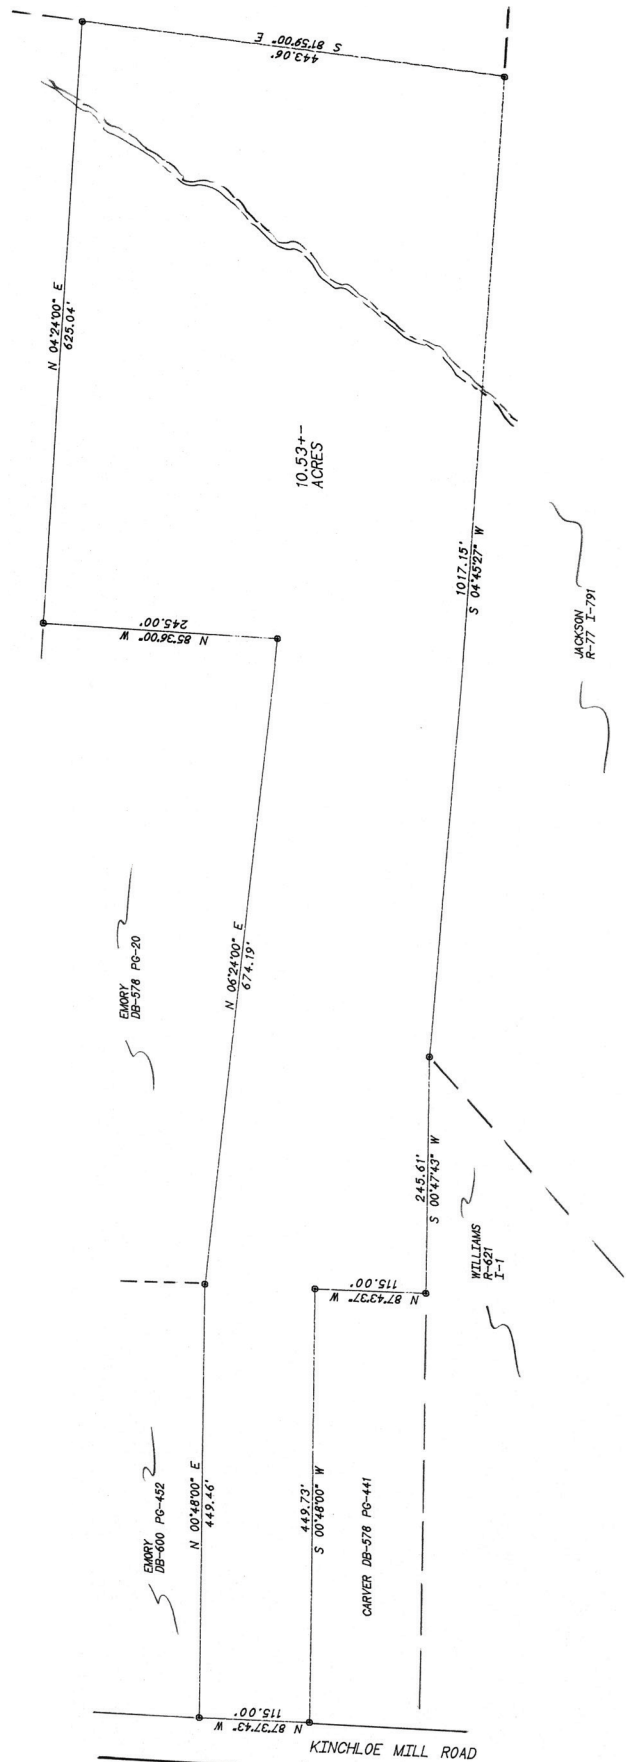 S 81°59'00" E
443.06'
N 04°24'00" E
625.04'
10.53+-
ACRES
1017.15'
S 04°45'27" W
JACKSON
R-77 I-791
N 85°36'00" W
245.00'
EMORY
DB-578 PG-20
N 06°24'00" E
674.19'
245.61'
S 00°47'43" W
WILLIAMS
R-621
I-1
N 87°43'37" W
115.00'
EMORY
DB-600 PG-452
N 00°48'00" E
449.46'
449.73'
S 00°48'00" W
CARVER DB-578 PG-441
N 87°37'43" W
115.00'
KINCHLOE MILL ROAD